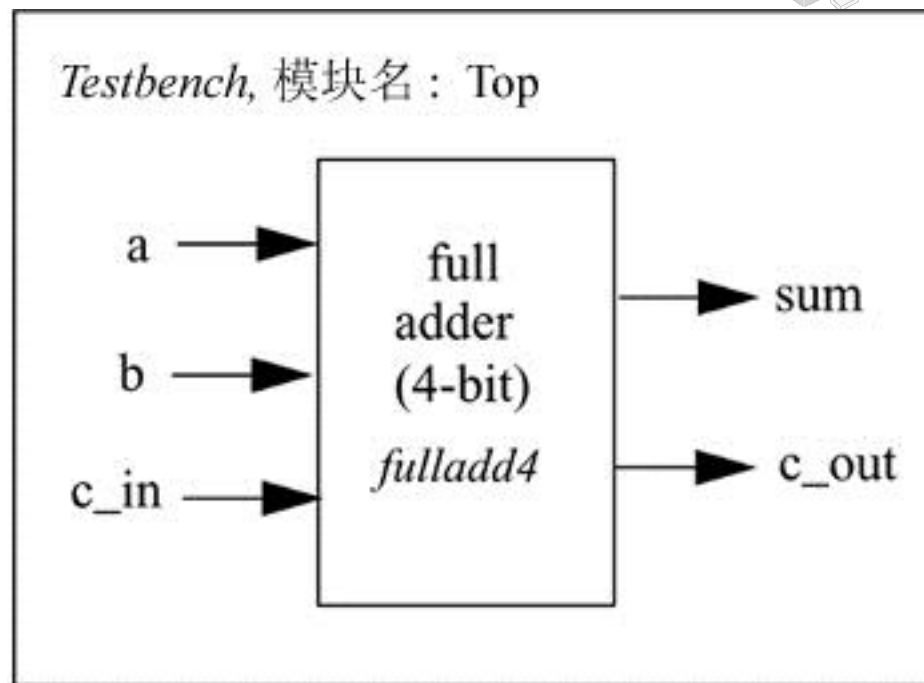 Testbench, 模块名: Top
a
b
c_in
full
adder
(4-bit)
fulladd4
sum
c_out